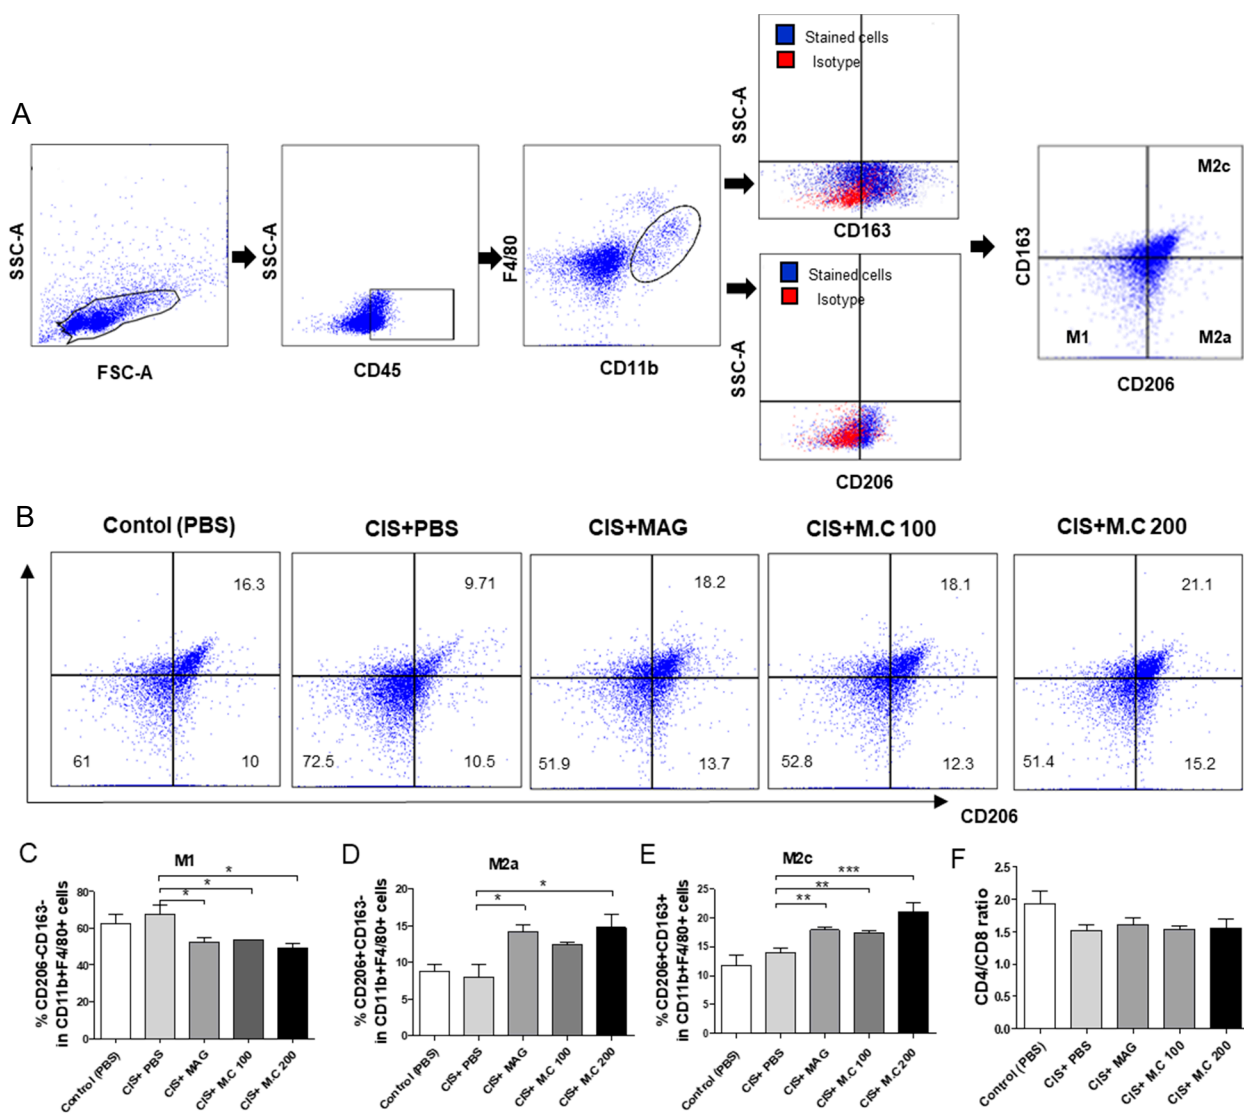 A
SSC-A
FSC-A
SSC-A
CD45
F4/80
CD11b
SSC-A
Stained cells
Isotype
CD163
SSC-A
Stained cells
Isotype
CD206
CD163
M2c
M1
M2a
CD206
B
Contol (PBS)
CIS+PBS
CIS+MAG
CIS+M.C 100
CIS+M.C 200
16.3
9.71
18.2
18.1
21.1
61
10
72.5
10.5
51.9
13.7
52.8
12.3
51.4
15.2
CD206
C
M1
% CD206-CD163-
in CD11b+F4/80+ cells
80
60
40
20
0
*
*
*
Control (PBS)
CIS+ PBS
CIS+ MAG
CIS+ M.C 100
CIS+ M.C 200
D
M2a
% CD206+CD163-
in CD11b+F4/80+ cells
20
15
10
5
0
*
*
Control (PBS)
CIS+ PBS
CIS+ MAG
CIS+ M.C 100
CIS+ M.C 200
E
M2c
% CD206+CD163+
in CD11b+F4/80+ cells
25
20
15
10
5
0
***
**
**
Control (PBS)
CIS+ PBS
CIS+ MAG
CIS+ M.C 100
CIS+ M.C 200
F
CD4/CD8 ratio
2.5
2.0
1.5
1.0
0.5
0.0
Control (PBS)
CIS+ PBS
CIS+ MAG
CIS+ M.C 100
CIS+ M.C 200